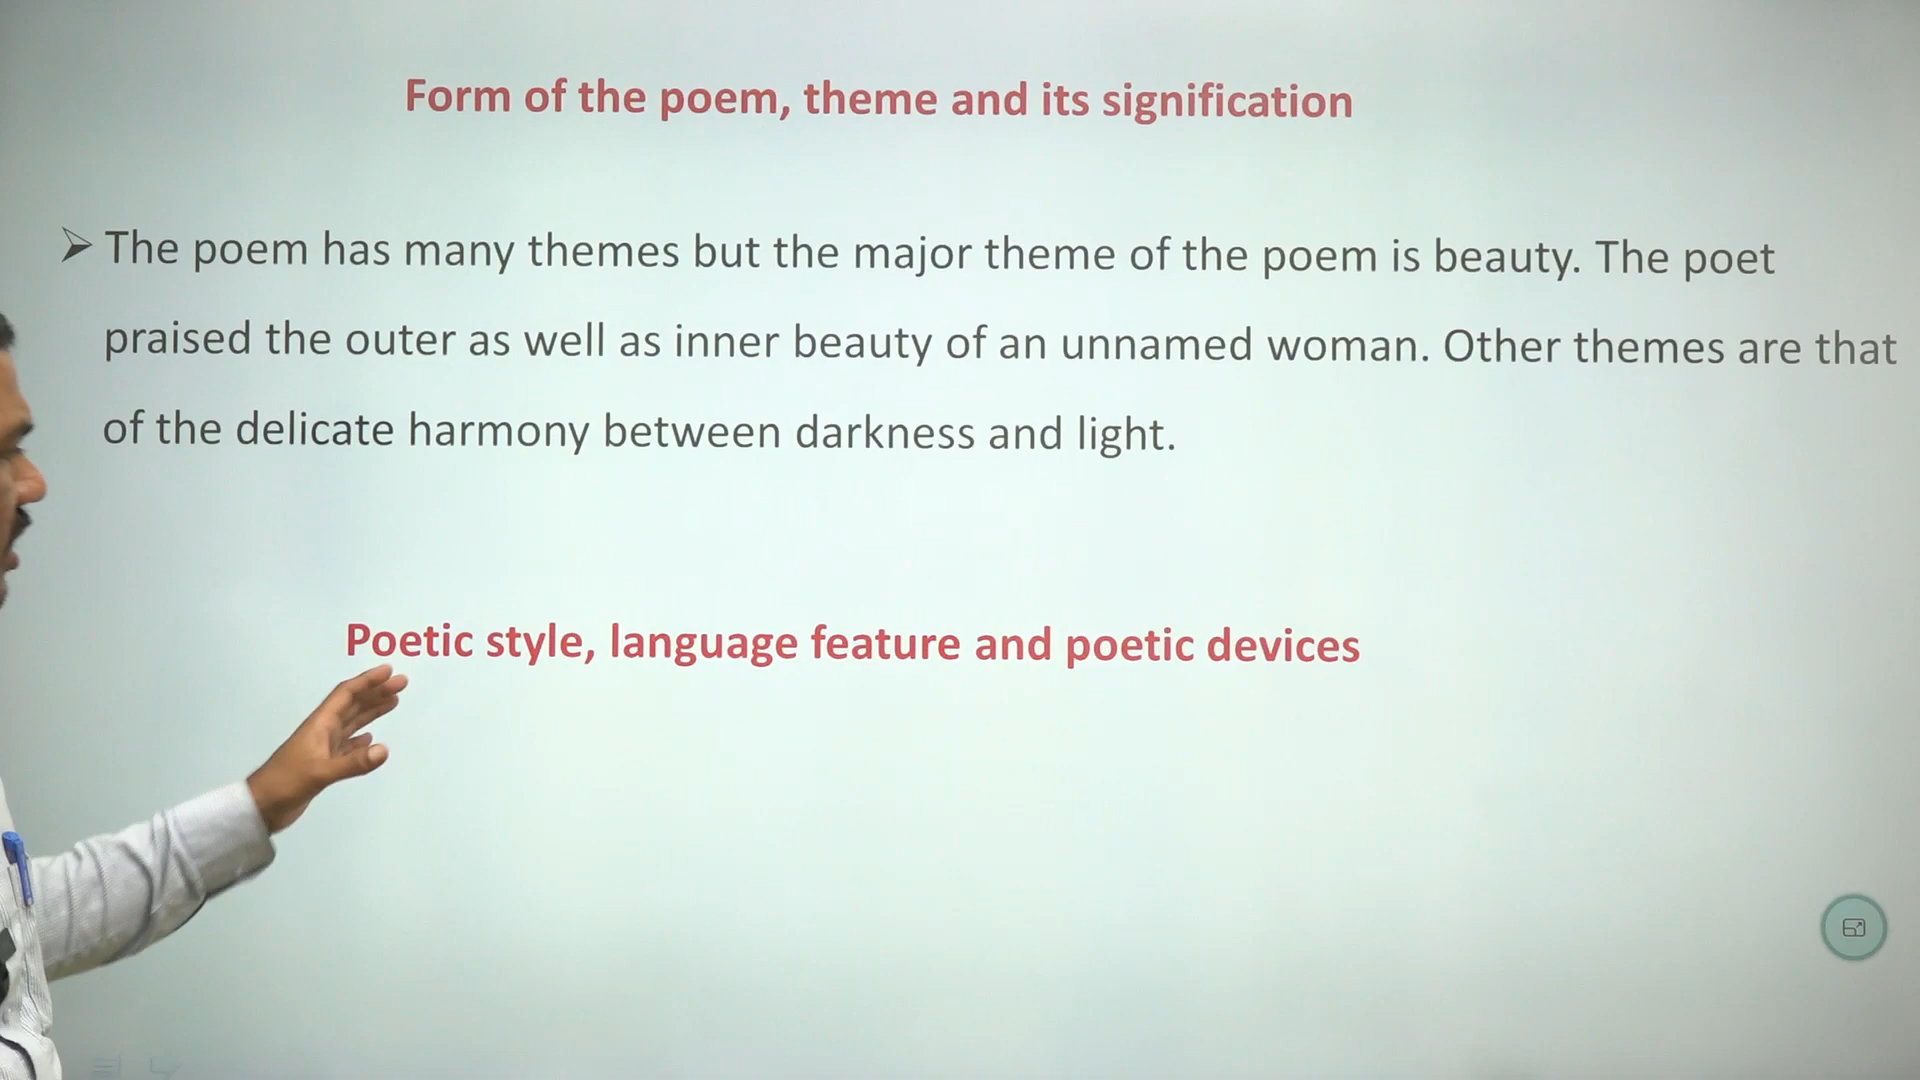 Form of the poem, theme and its signification
The poem has many themes but the major theme of the poem is beauty. The poet
praised the outer as well as inner beauty of an unnamed woman. Other themes are that
of the delicate harmony between darkness and light.
Poetic style, language feature and poetic devices